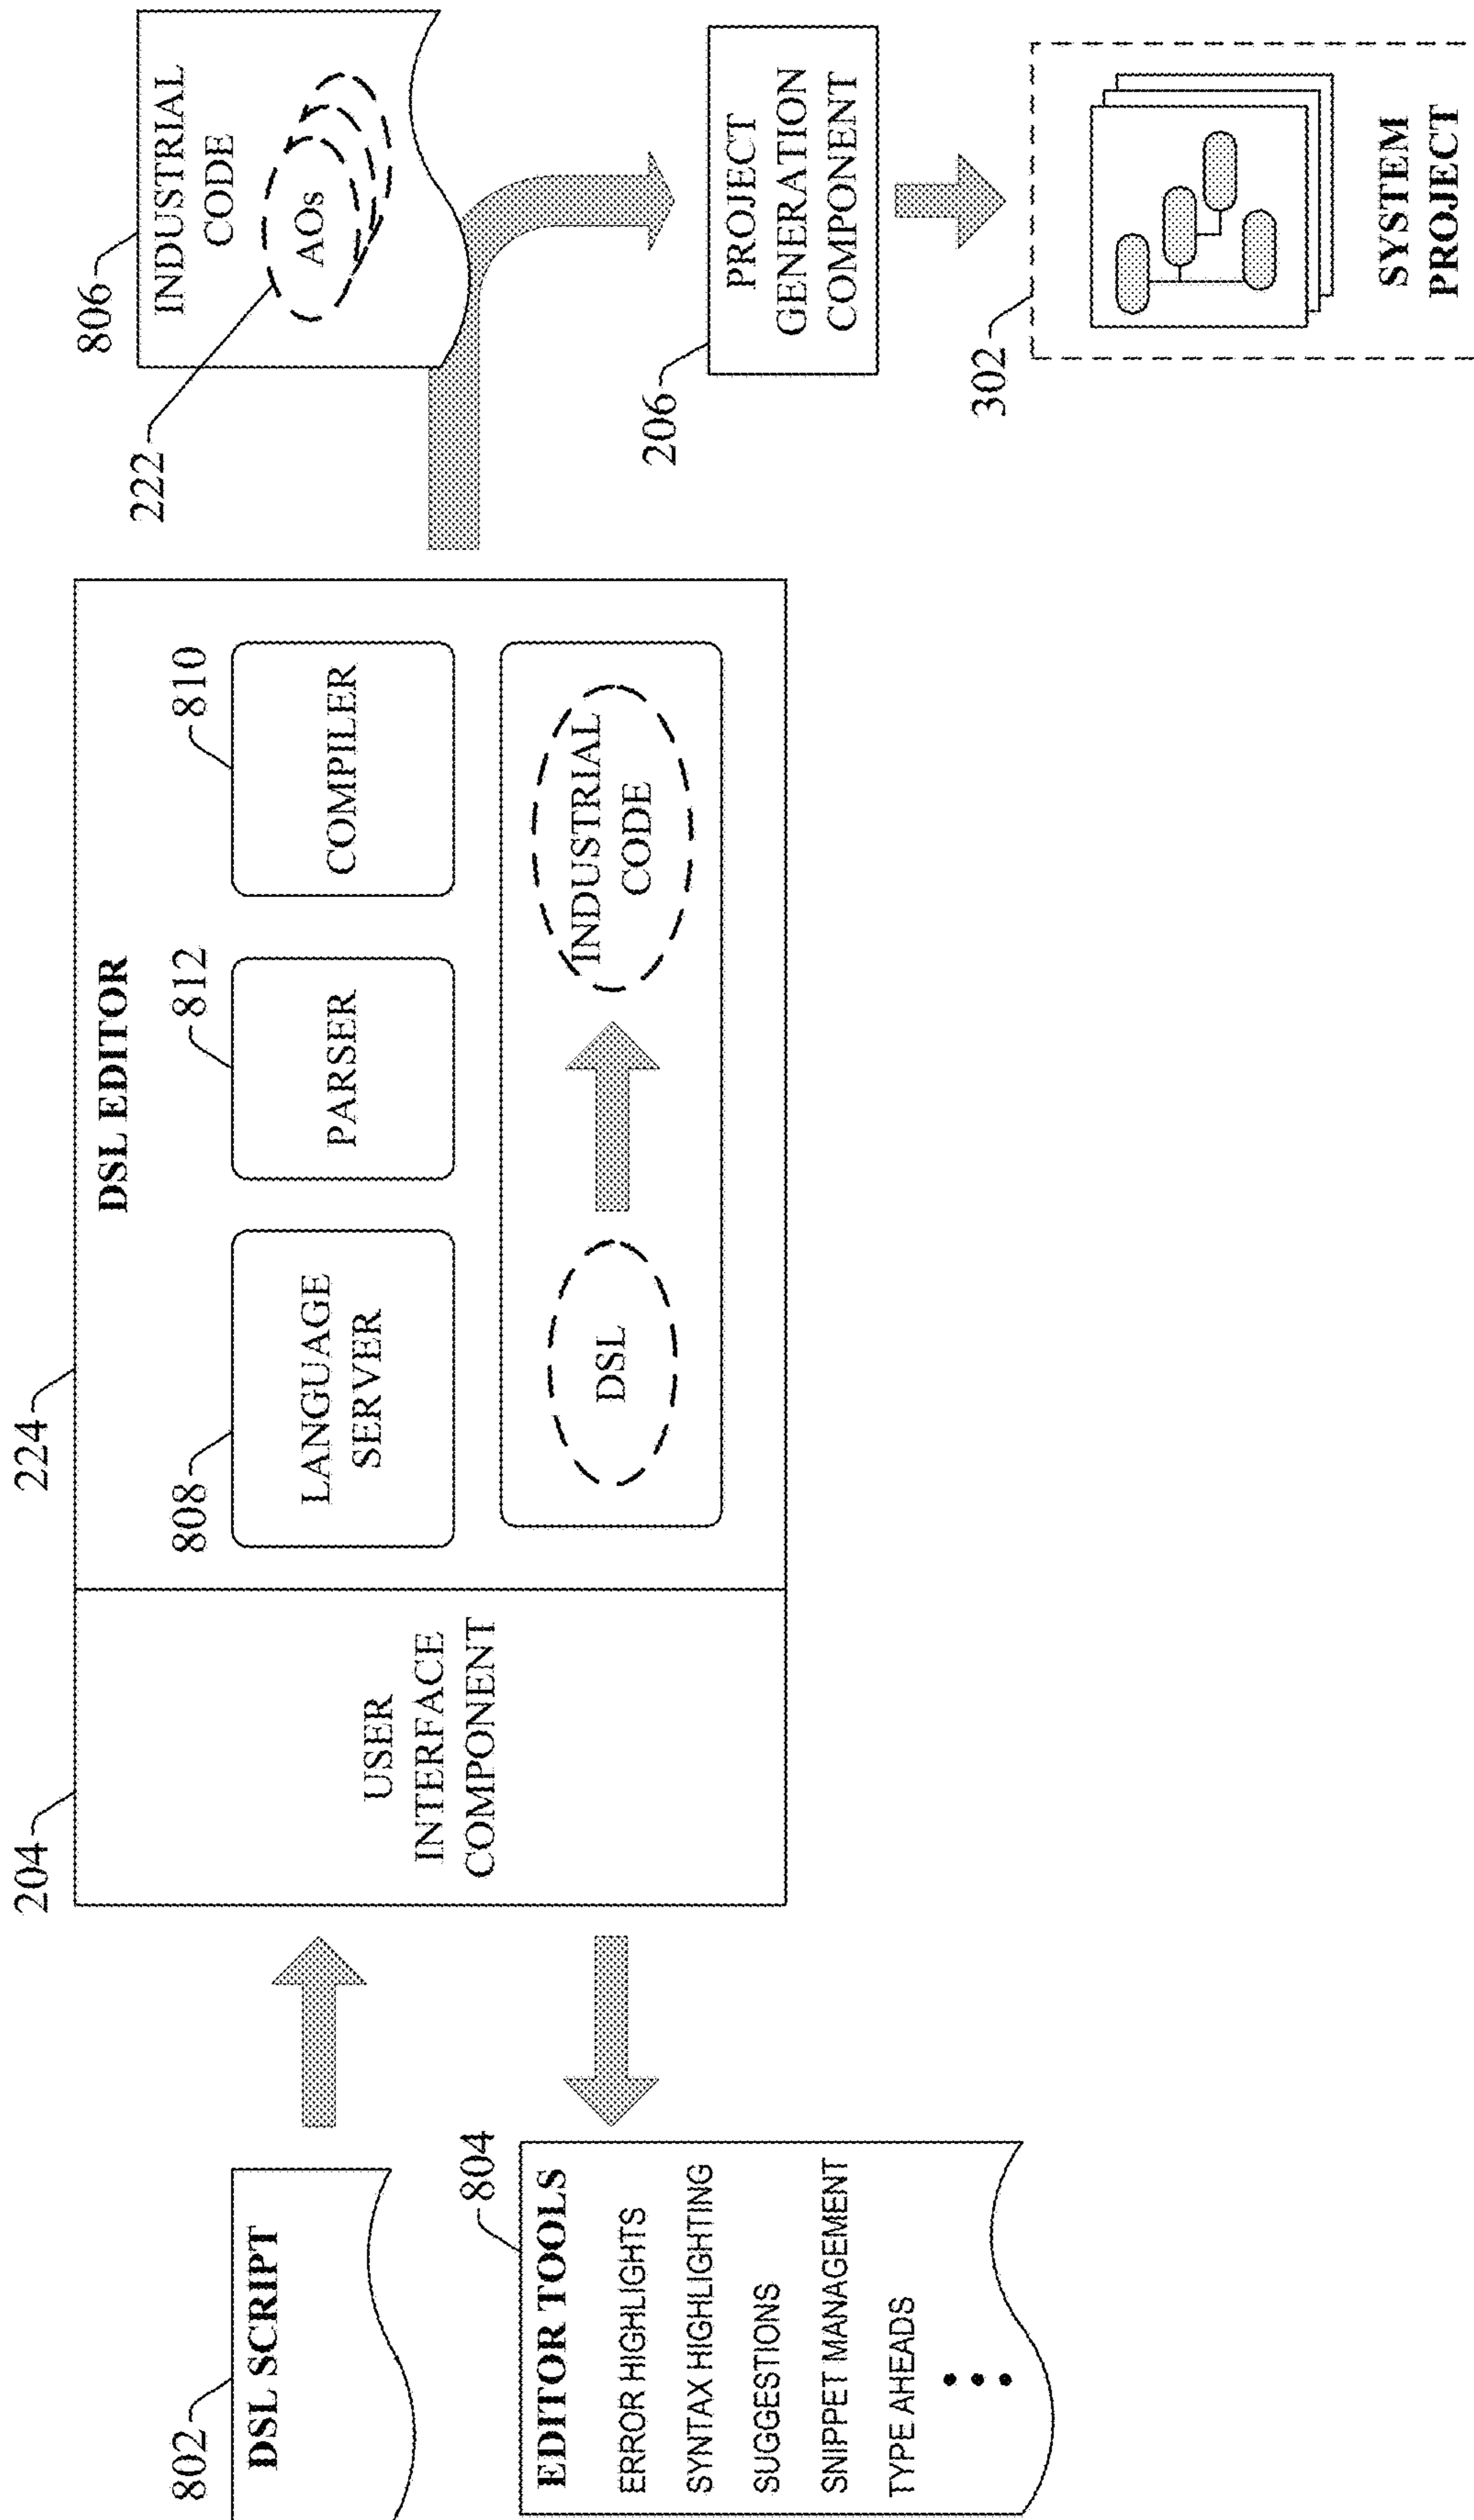 802
DSL SCRIPT
804
EDITOR TOOLS
ERROR HIGHLIGHTS
SYNTAX HIGHLIGHTING
SUGGESTIONS
SNIPPET MANAGEMENT
TYPE AHEADS
204
USER
INTERFACE
COMPONENT
224
DSL EDITOR
808
LANGUAGE
SERVER
812
PARSER
810
COMPILER
DSL
INDUSTRIAL
CODE
806
INDUSTRIAL
CODE
222
AOs
206
PROJECT
GENERATION
COMPONENT
302
SYSTEM
PROJECT